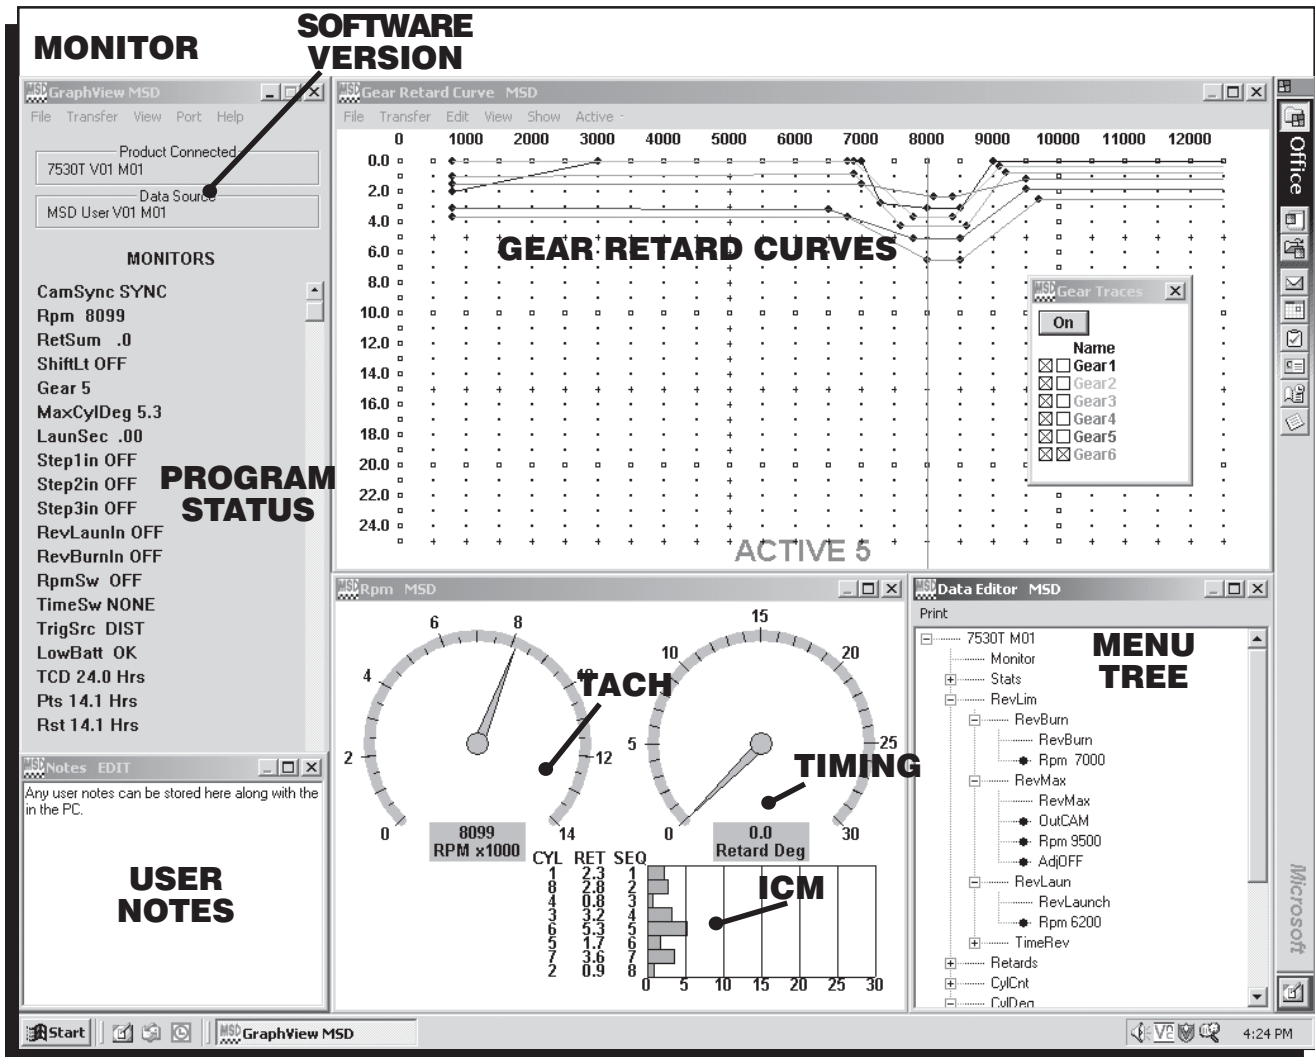 MONITOR
SOFTWARE
VERSION
MSD GraphView MSD
File Transfer View Port Help
Product Connected
7530T V01 M01
Data Source
MSD User V01 M01
MONITORS
CamSync SYNC
Rpm 8099
RetSum .0
ShiftLt OFF
Gear 5
MaxCylDeg 5.3
LaunSec .00
Step1in OFF
Step2in OFF
Step3in OFF
RevLaunIn OFF
RevBurnIn OFF
RpmSw OFF
TimeSw NONE
TrigSrc DIST
LowBatt OK
TCD 24.0 Hrs
Pts 14.1 Hrs
Rst 14.1 Hrs
PROGRAM
STATUS
MSD Gear Retard Curve MSD
File Transfer Edit View Show Active -
0 1000 2000 3000 4000 5000 6000 7000 8000 9000 10000 11000 12000
0.0
2.0
4.0
6.0
8.0
10.0
12.0
14.0
16.0
18.0
20.0
22.0
24.0
GEAR RETARD CURVES
ACTIVE 5
MSD Gear Traces
On
Name
Gear1
Gear2
Gear3
Gear4
Gear5
Gear6
MSD Notes EDIT
Any user notes can be stored here along with the
in the PC.
USER
NOTES
MSD Rpm MSD
0 2 4 6 8 12 14
TACH
8099
RPM x1000
0 5 10 15 20 25 30
TIMING
0.0
Retard Deg
CYL RET SEQ
1 2.3 1
8 2.8 2
4 0.8 3
3 3.2 4
6 5.3 5
5 1.7 6
7 3.6 7
2 0.9 8
0 5 10 15 20 25 30
ICM
MSD Data Editor MSD
Print
7530T M01
Monitor
Stats
RevLim
RevBurn
RevBurn
Rpm 7000
RevMax
RevMax
OutCAM
Rpm 9500
AdjOFF
RevLaun
RevLaunch
Rpm 6200
TimeRev
Retards
CylCnt
CylDeg
MENU
TREE
Office
Microsoft
Start
MSD GraphView MSD
4:24 PM